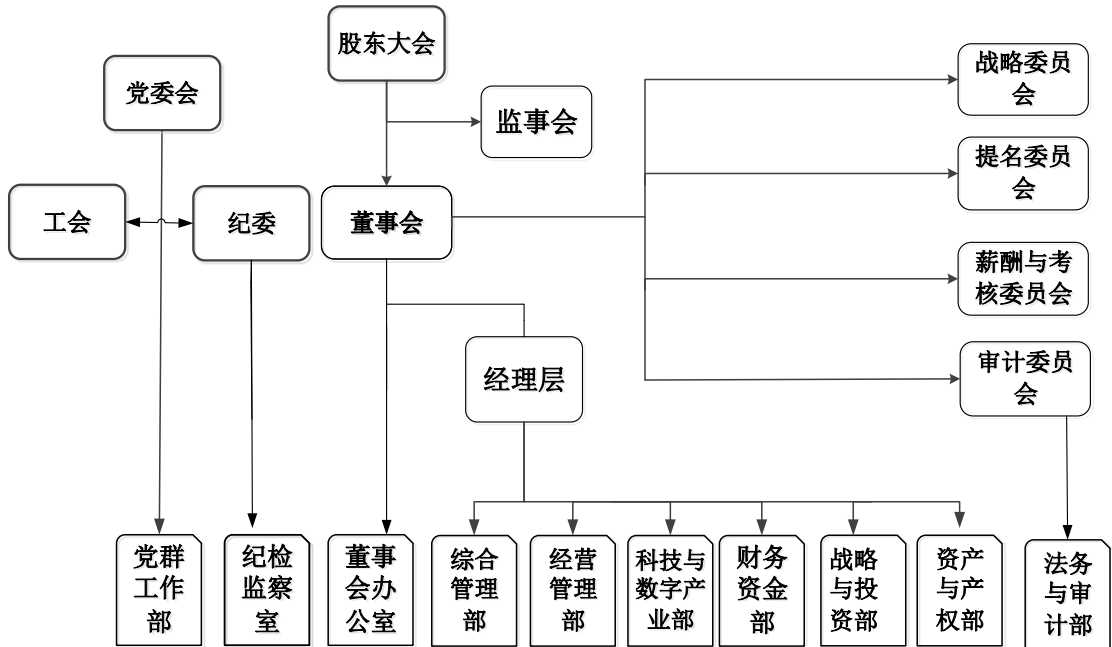 股东大会
党委会
监事会
战略委员
会
提名委员
会
工会
纪委
董事会
薪酬与考
核委员会
经理层
审计委员
会
党群
工作
部
纪检
监察
室
董事
会办
公室
综合
管理
部
经营
管理
部
科技与
数字产
业部
财务
资金
部
战略
与投
资部
资产
与产
权部
法务
与审
计部